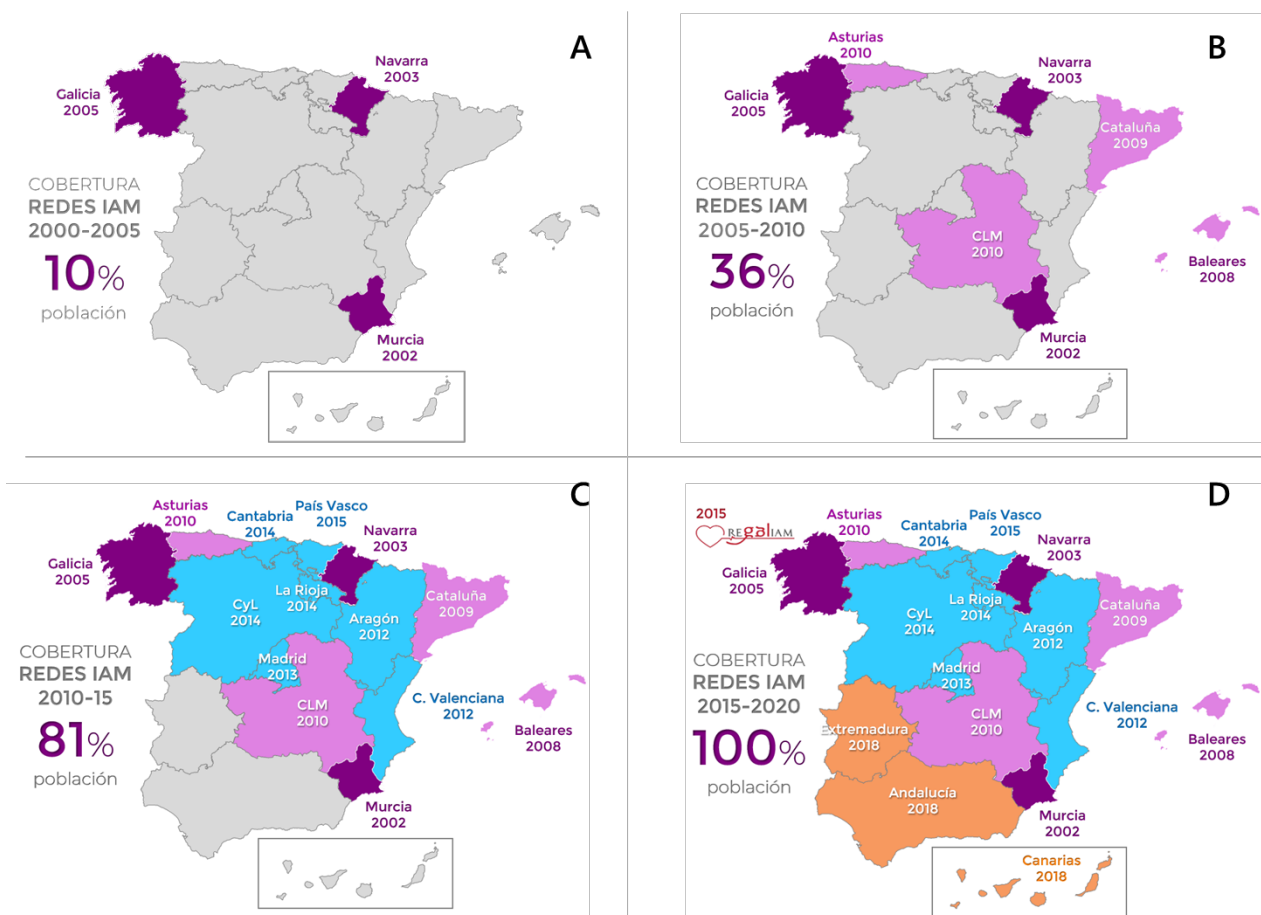 A
Navarra
2003
Galicia
2005
COBERTURA
REDES IAM
2000-2005
10%
población
Murcia
2002
B
Asturias
2010
Navarra
2003
Galicia
2005
Cataluña
2009
COBERTURA
REDES IAM
2005-2010
36%
población
CLM
2010
Baleares
2008
Murcia
2002
C
Asturias
2010
Cantabria
2014
País Vasco
2015
Navarra
2003
Galicia
2005
La Rioja
2014
CyL
2014
Aragón
2012
Cataluña
2009
COBERTURA
REDES IAM
2010-15
81%
población
Madrid
2013
CLM
2010
C. Valenciana
2012
Baleares
2008
Murcia
2002
D
2015
REgalIAM
Asturias
2010
Cantabria
2014
País Vasco
2015
Navarra
2003
Galicia
2005
La Rioja
2014
CyL
2014
Aragón
2012
Cataluña
2009
COBERTURA
REDES IAM
2015-2020
100%
población
Madrid
2013
CLM
2010
C. Valenciana
2012
Extremadura
2018
Baleares
2008
Andalucía
2018
Murcia
2002
Canarias
2018